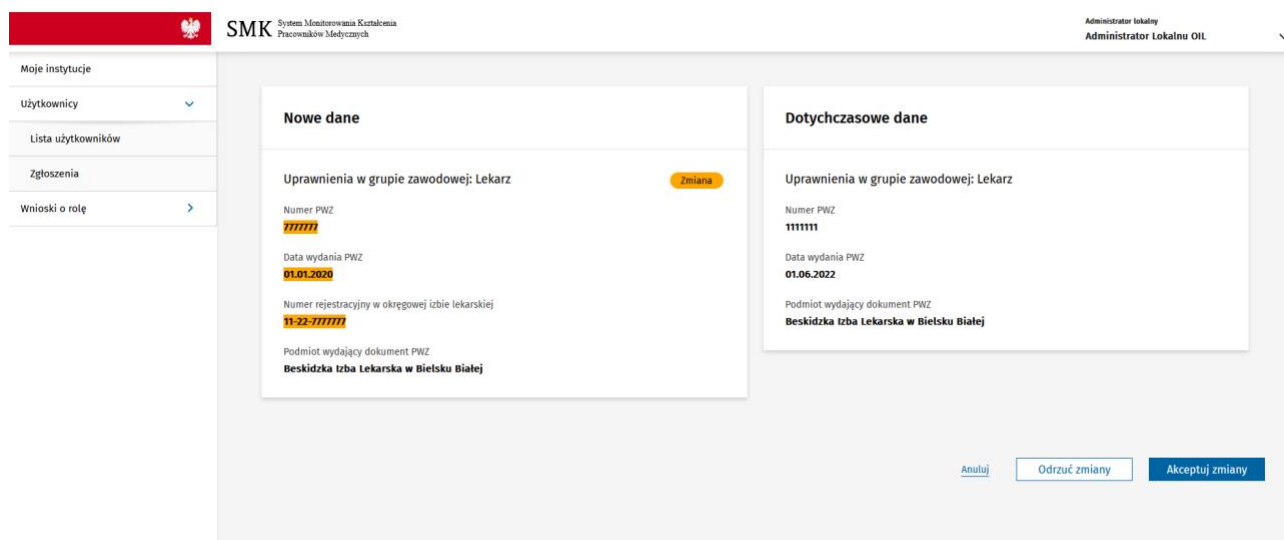 SMK System Monitorowania Kształcenia
Pracowników Medycznych
Administrator lokalny
Administrator Lokalnu OIL
Moje instytucje
Użytkownicy
Lista użytkowników
Zgłoszenia
Wnioski o rolę
Nowe dane
Uprawnienia w grupie zawodowej: Lekarz
Zmiana
Numer PWZ
7777777
Data wydania PWZ
01.01.2020
Numer rejestracyjny w okręgowej izbie lekarskiej
11-22-7777777
Podmiot wydający dokument PWZ
Beskidzka Izba Lekarska w Bielsku Białej
Dotychczasowe dane
Uprawnienia w grupie zawodowej: Lekarz
Numer PWZ
1111111
Data wydania PWZ
01.06.2022
Podmiot wydający dokument PWZ
Beskidzka Izba Lekarska w Bielsku Białej
Anuluj
Odrzuć zmiany
Akceptuj zmiany